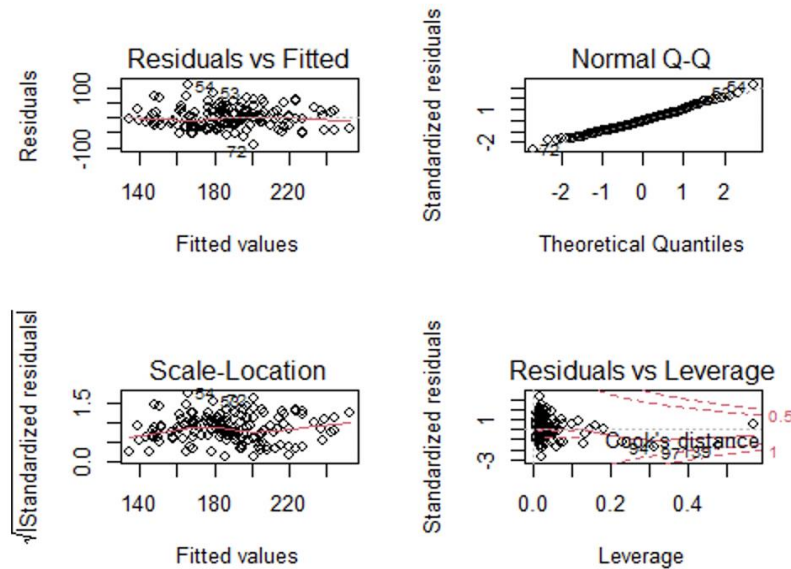 Residuals vs Fitted
Residuals
100
-100
54
53
72
140
180
220
Fitted values
Normal Q-Q
Standardized residuals
1
-2
54
53
72
-2
-1
0
1
2
Theoretical Quantiles
Scale-Location
√|Standardized residuals|
1.5
0.0
54
140
180
220
Fitted values
Residuals vs Leverage
Standardized residuals
1
-3
Cook's distance
94
97
139
0.5
1
0.0
0.2
0.4
Leverage